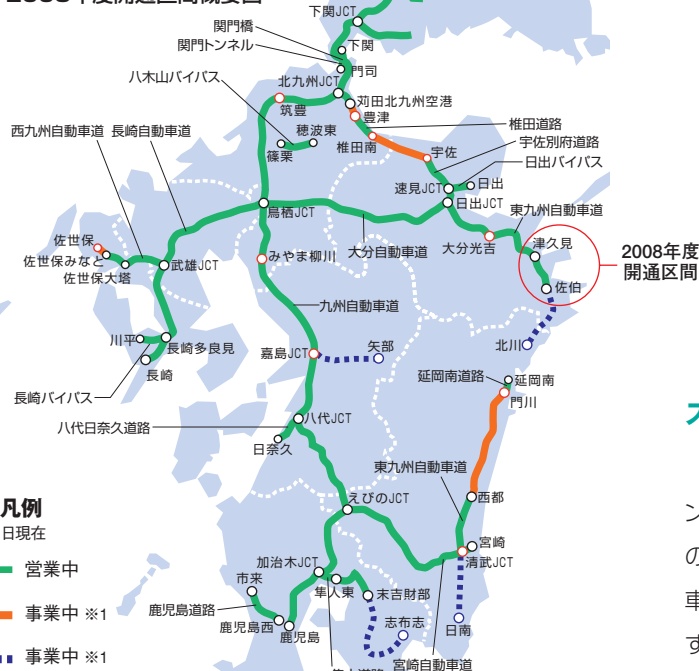 下関JCT
関門橋
関門トンネル
下関
門司
八木山バイパス
北九州JCT
苅田北九州空港
筑豊
豊津
西九州自動車道
長崎自動車道
穂波東
椎田道路
篠栗
椎田南
宇佐別府道路
宇佐
日出バイパス
速見JCT
日出
日出JCT
鳥栖JCT
東九州自動車道
佐世保
大分自動車道
大分光吉
津久見
2008年度
開通区間
佐世保みなと
武雄JCT
みやま柳川
佐世保大塔
佐伯
九州自動車道
川平
長崎多良見
嘉島JCT
矢部
北川
長崎
延岡南道路
延岡南
長崎バイパス
門川
八代JCT
八代日奈久道路
日奈久
東九州自動車道
えびのJCT
西都
凡例
日現在
宮崎
清武JCT
営業中
加治木JCT
市来
隼人東
末吉財部
事業中 ※1
鹿児島道路
鹿児島西
鹿児島
志布志
日南
事業中 ※1
宮崎自動車道
ン
の
車
す